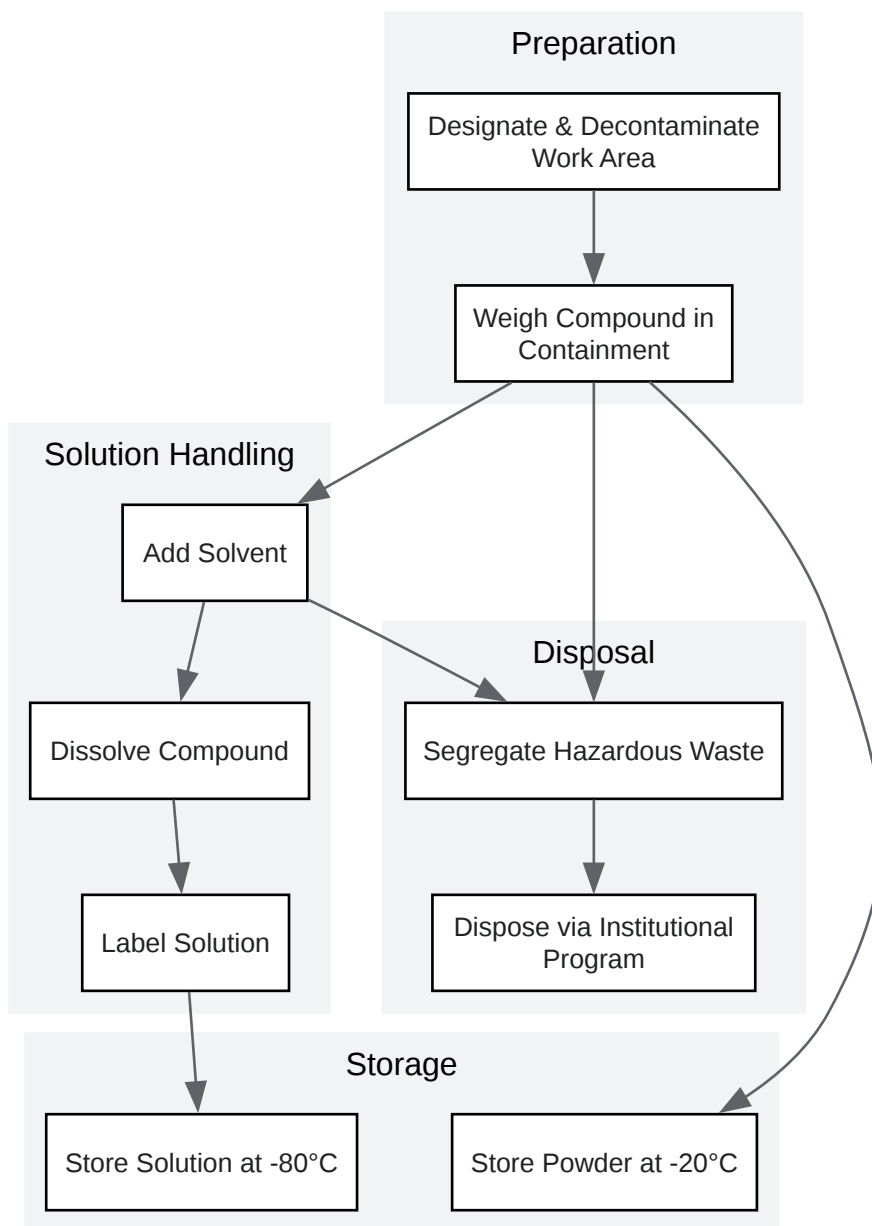 Preparation
Designate & Decontaminate
Work Area
Weigh Compound in
Containment
Solution Handling
Add Solvent
Disposal
Dissolve Compound
Segregate Hazardous Waste
Label Solution
Dispose via Institutional
Program
Storage
Store Solution at -80°C
Store Powder at -20°C